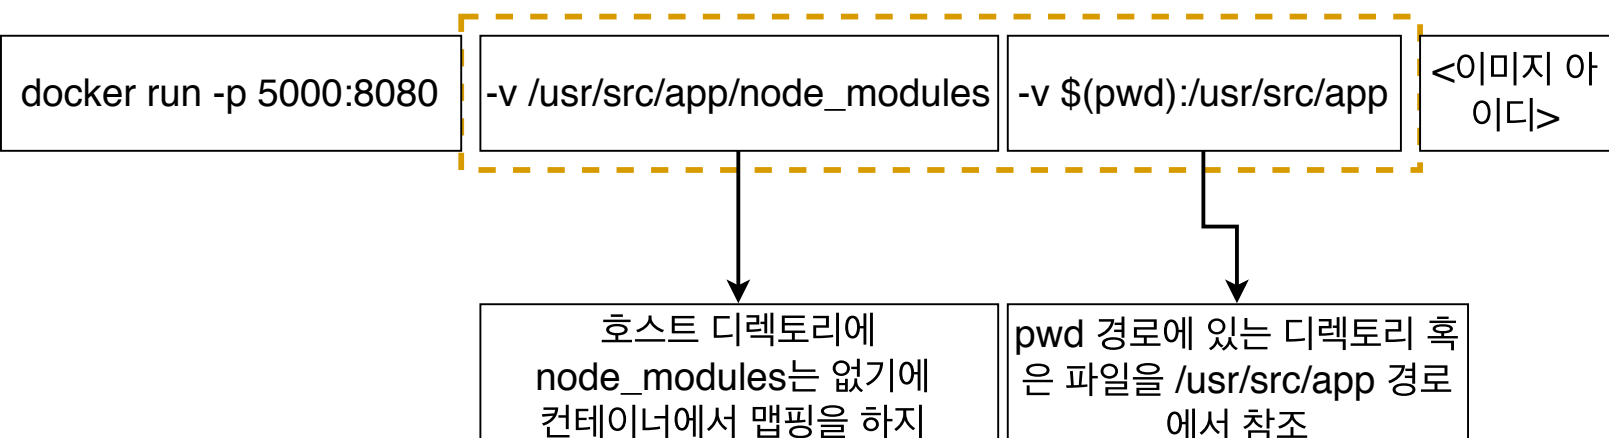 docker run -p 5000:8080
-v /usr/src/app/node_modules
-v $(pwd):/usr/src/app
<이미지 아
이디>
호스트 디렉토리에
node_modules는 없기에
컨테이너에서 맵핑을 하지
pwd 경로에 있는 디렉토리 혹
은 파일을 /usr/src/app 경로
에서 참조